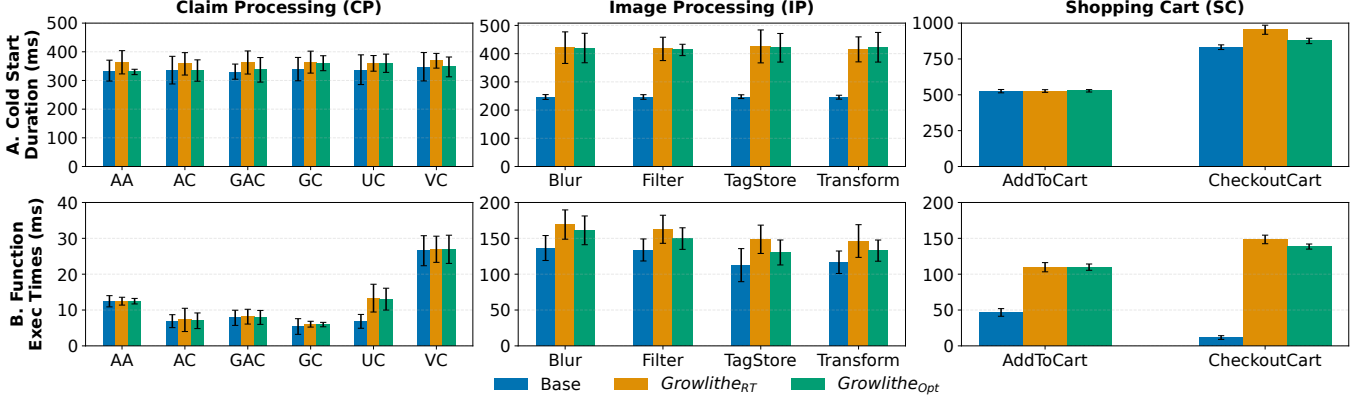 Claim Processing (CP)
Image Processing (IP)
Shopping Cart (SC)
A. Cold Start
Duration (ms)
500
400
300
200
100
0
AA AC GAC GC UC VC
500
400
300
200
100
0
Blur Filter TagStore Transform
1000
750
500
250
0
AddToCart CheckoutCart
B. Function
Exec Times (ms)
40
30
20
10
0
AA AC GAC GC UC VC
200
150
100
50
0
Blur Filter TagStore Transform
200
150
100
50
0
AddToCart CheckoutCart
Base Growlithe_RT Growlithe_Opt